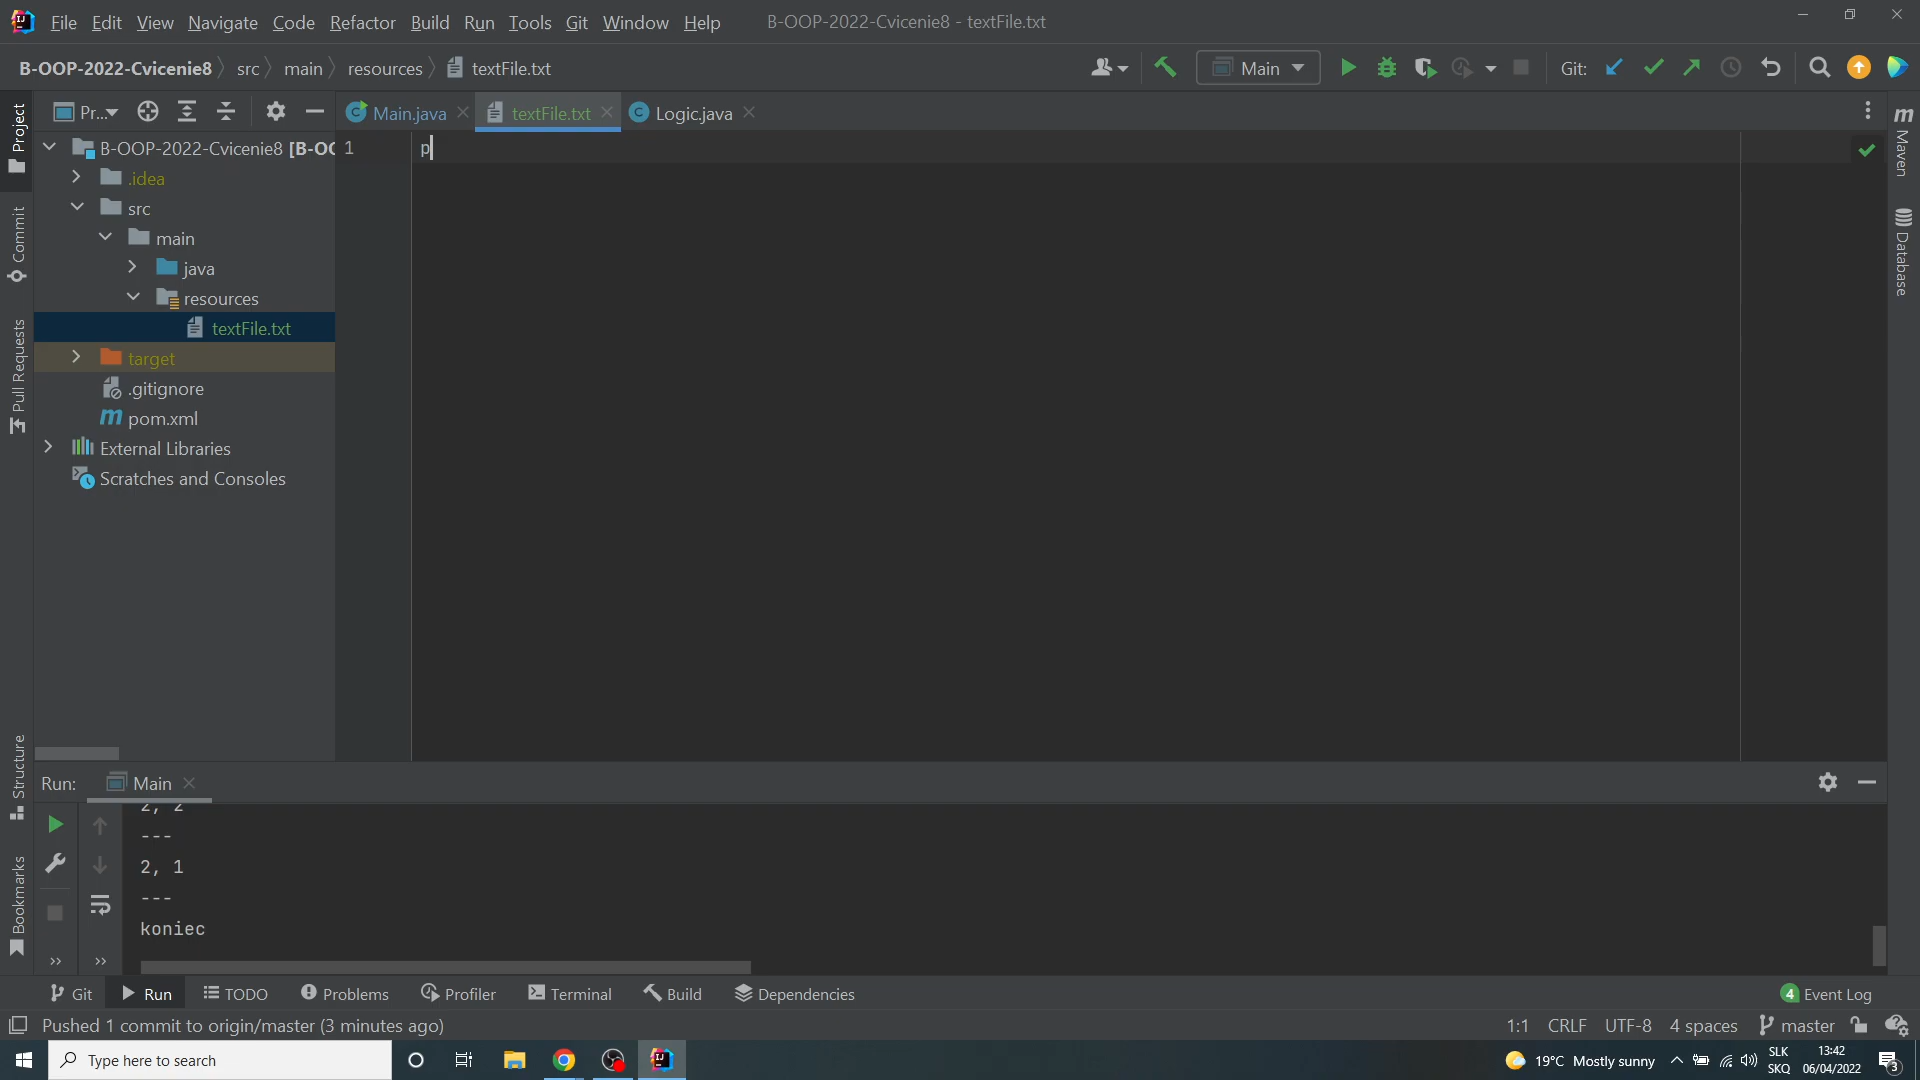 File Edit View Navigate Code Refactor Build Run Tools Git Window Help B-OOP-2022-Cvicenie8 - textFile.txt
B-OOP-2022-Cvicenie8 src main resources textFile.txt Main Git:
Project
Commit
Pull Requests
Structure
Bookmarks
Pr...
B-OOP-2022-Cvicenie8 [B-OO
.idea
src
main
java
resources
textFile.txt
target
.gitignore
pom.xml
External Libraries
Scratches and Consoles
Main.java textFile.txt Logic.java
1 p
Maven
Database
Run: Main
2, 2
---
2, 1
---
koniec
Git Run TODO Problems Profiler Terminal Build Dependencies 4 Event Log
Pushed 1 commit to origin/master (3 minutes ago) 1:1 CRLF UTF-8 4 spaces master
Type here to search 19°C Mostly sunny SLK 13:42
SKQ 06/04/2022 3